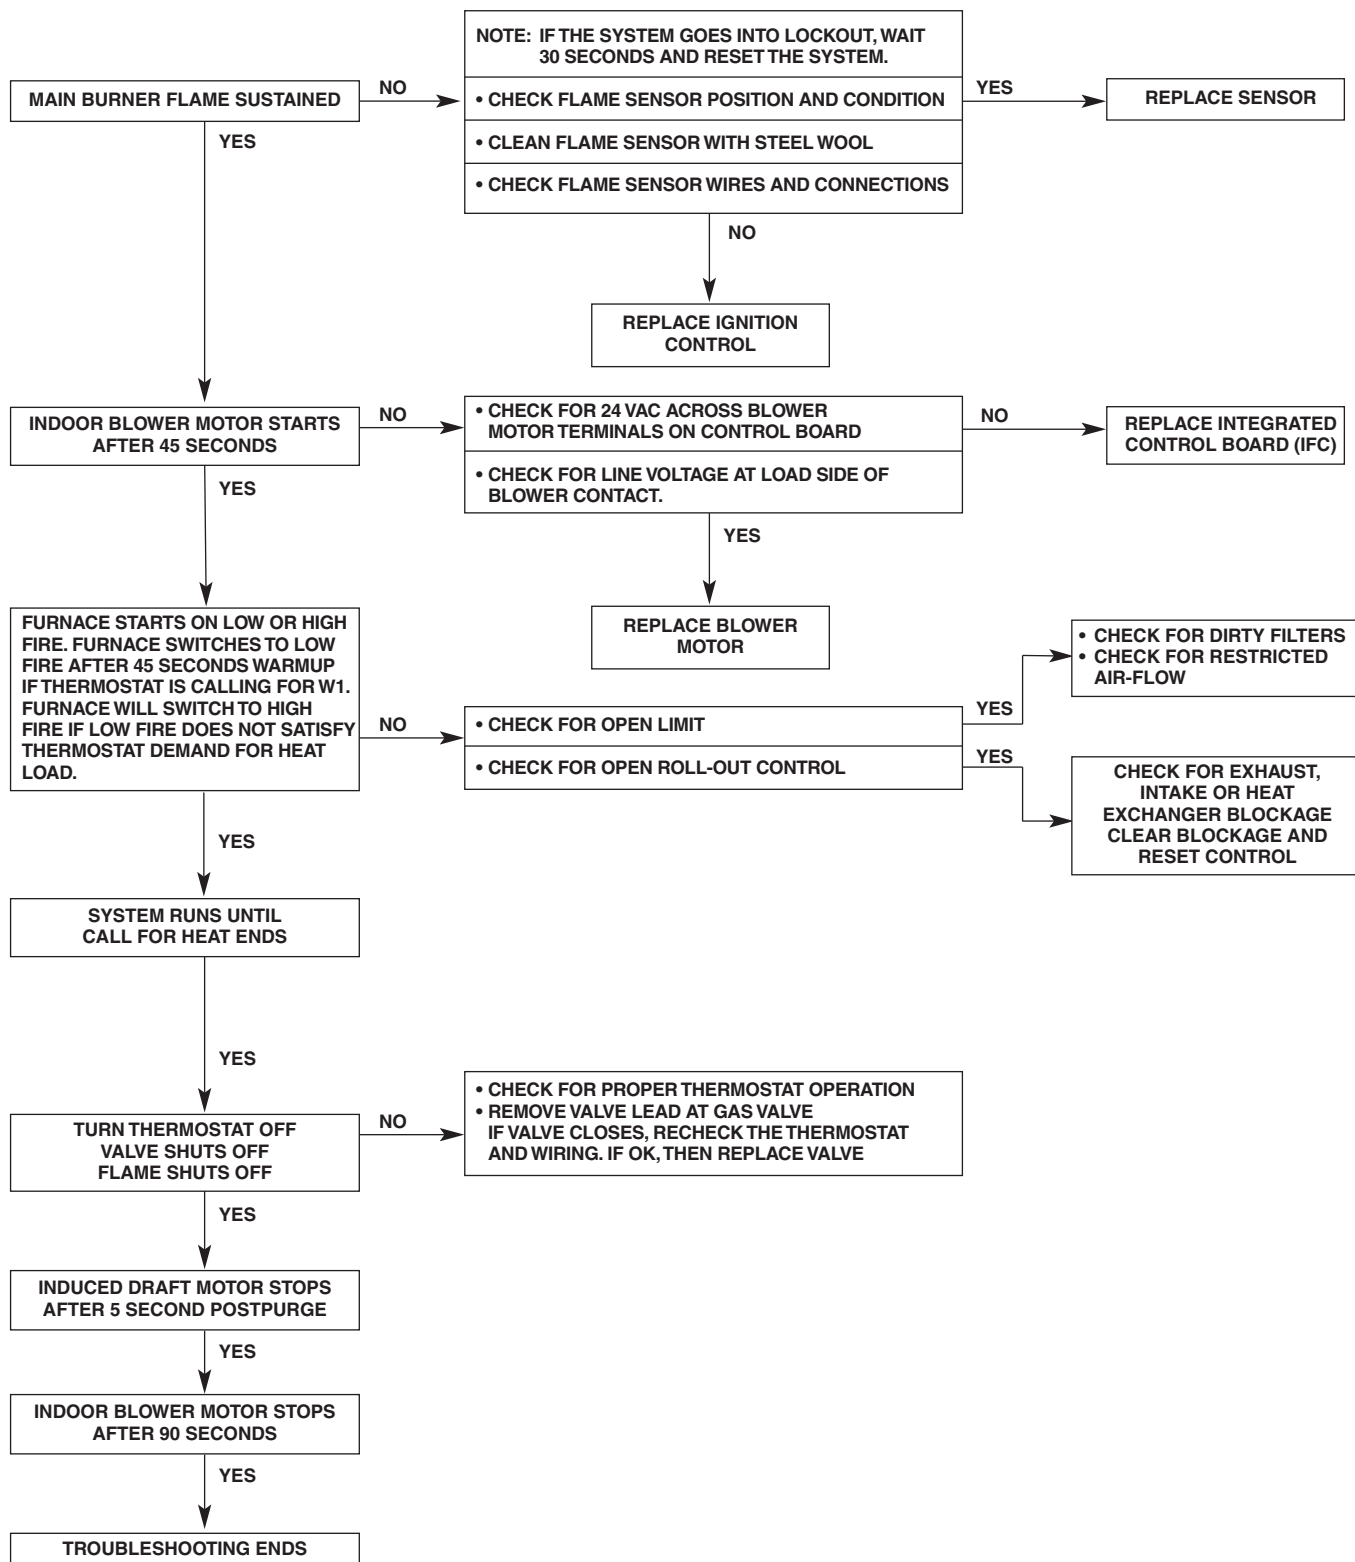 NOTE: IF THE SYSTEM GOES INTO LOCKOUT, WAIT
30 SECONDS AND RESET THE SYSTEM.
MAIN BURNER FLAME SUSTAINED
NO
• CHECK FLAME SENSOR POSITION AND CONDITION
YES
REPLACE SENSOR
YES
• CLEAN FLAME SENSOR WITH STEEL WOOL
• CHECK FLAME SENSOR WIRES AND CONNECTIONS
NO
REPLACE IGNITION
CONTROL
INDOOR BLOWER MOTOR STARTS
AFTER 45 SECONDS
NO
• CHECK FOR 24 VAC ACROSS BLOWER
MOTOR TERMINALS ON CONTROL BOARD
NO
REPLACE INTEGRATED
CONTROL BOARD (IFC)
YES
• CHECK FOR LINE VOLTAGE AT LOAD SIDE OF
BLOWER CONTACT.
YES
REPLACE BLOWER
MOTOR
FURNACE STARTS ON LOW OR HIGH
FIRE. FURNACE SWITCHES TO LOW
FIRE AFTER 45 SECONDS WARMUP
IF THERMOSTAT IS CALLING FOR W1.
FURNACE WILL SWITCH TO HIGH
FIRE IF LOW FIRE DOES NOT SATISFY
THERMOSTAT DEMAND FOR HEAT
LOAD.
NO
• CHECK FOR OPEN LIMIT
YES
• CHECK FOR DIRTY FILTERS
• CHECK FOR RESTRICTED
AIR-FLOW
• CHECK FOR OPEN ROLL-OUT CONTROL
YES
CHECK FOR EXHAUST,
INTAKE OR HEAT
EXCHANGER BLOCKAGE
CLEAR BLOCKAGE AND
RESET CONTROL
YES
SYSTEM RUNS UNTIL
CALL FOR HEAT ENDS
YES
TURN THERMOSTAT OFF
VALVE SHUTS OFF
FLAME SHUTS OFF
NO
• CHECK FOR PROPER THERMOSTAT OPERATION
• REMOVE VALVE LEAD AT GAS VALVE
IF VALVE CLOSES, RECHECK THE THERMOSTAT
AND WIRING. IF OK, THEN REPLACE VALVE
YES
INDUCED DRAFT MOTOR STOPS
AFTER 5 SECOND POSTPURGE
YES
INDOOR BLOWER MOTOR STOPS
AFTER 90 SECONDS
YES
TROUBLESHOOTING ENDS